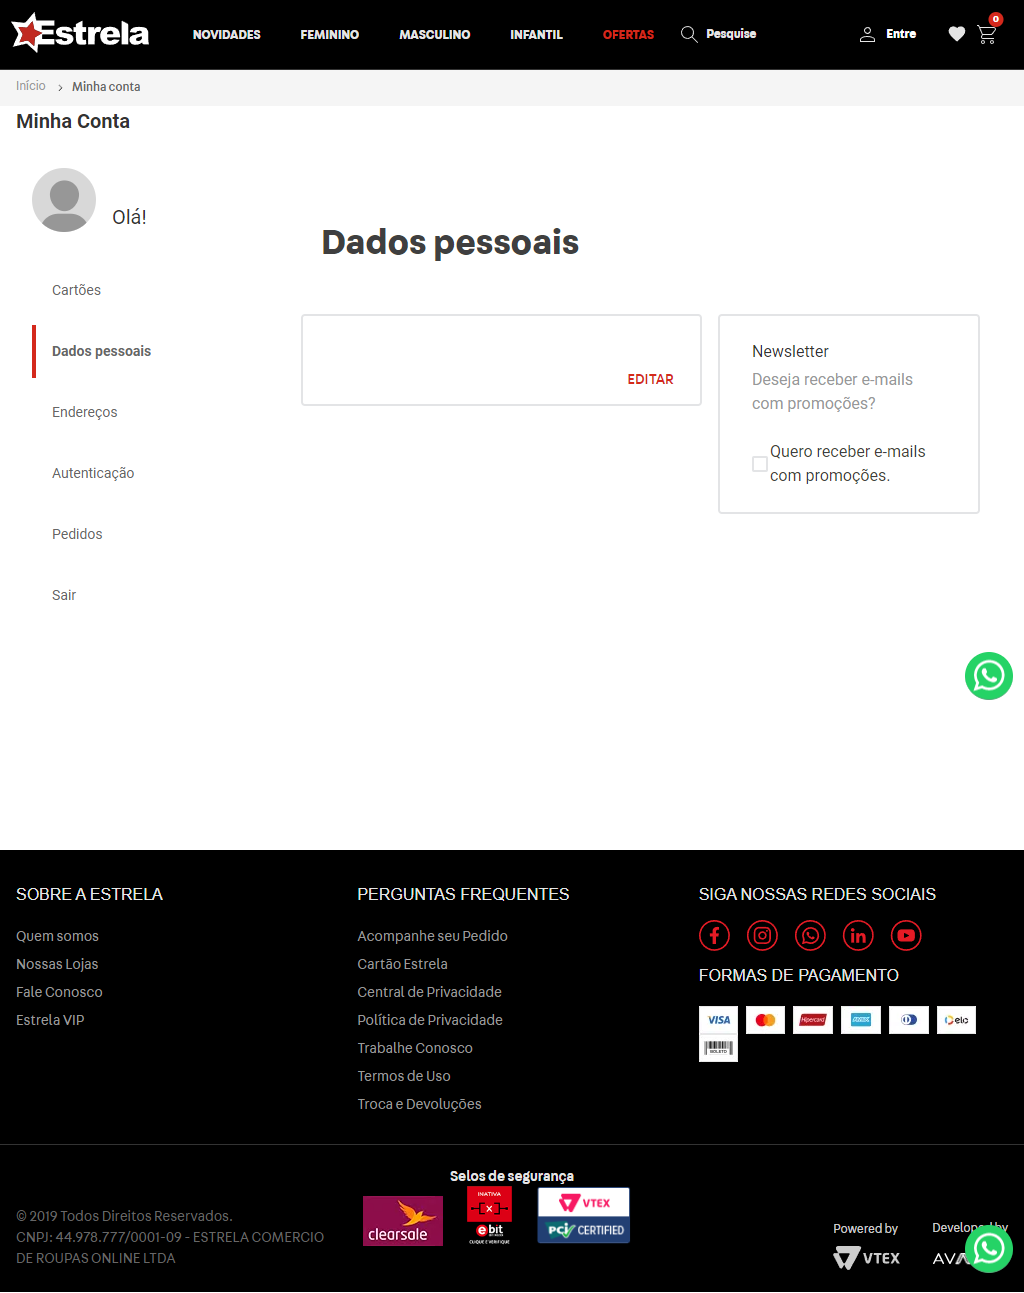 Estrela
NOVIDADES
FEMININO
MASCULINO
INFANTIL
OFERTAS
Pesquise
Entre
0
Início
Minha conta
Minha Conta
Olá!
Cartões
Dados pessoais
Endereços
Autenticação
Pedidos
Sair
Dados pessoais
EDITAR
Newsletter
Deseja receber e-mails
com promoções?
Quero receber e-mails
com promoções.
SOBRE A ESTRELA
Quem somos
Nossas Lojas
Fale Conosco
Estrela VIP
PERGUNTAS FREQUENTES
Acompanhe seu Pedido
Cartão Estrela
Central de Privacidade
Política de Privacidade
Trabalhe Conosco
Termos de Uso
Troca e Devoluções
SIGA NOSSAS REDES SOCIAIS
FORMAS DE PAGAMENTO
VISA
Hipercard
elo
BOLETO
Selos de segurança
© 2019 Todos Direitos Reservados.
CNPJ: 44.978.777/0001-09 - ESTRELA COMERCIO
DE ROUPAS ONLINE LTDA
clearsale
INATIVA
ebit
CLIQUE E VERIFIQUE
VTEX
PCI CERTIFIED
Powered by
VTEX
Developed by